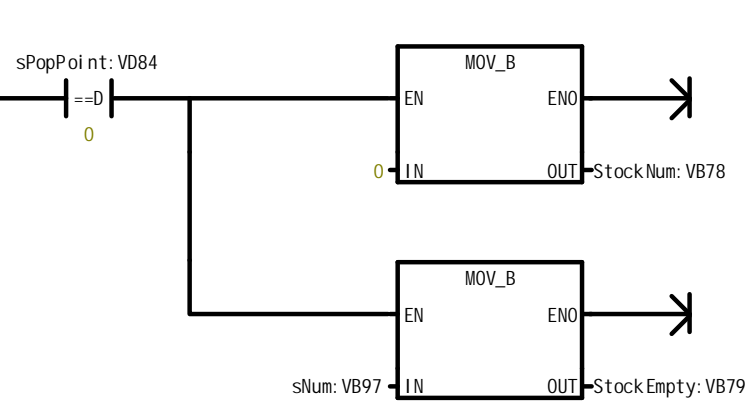 sPopPoint:VD84
==D
0
MOV_B
EN
ENO
0
IN
OUT
StockNum:VB78
MOV_B
EN
ENO
sNum:VB97
IN
OUT
StockEmpty:VB79